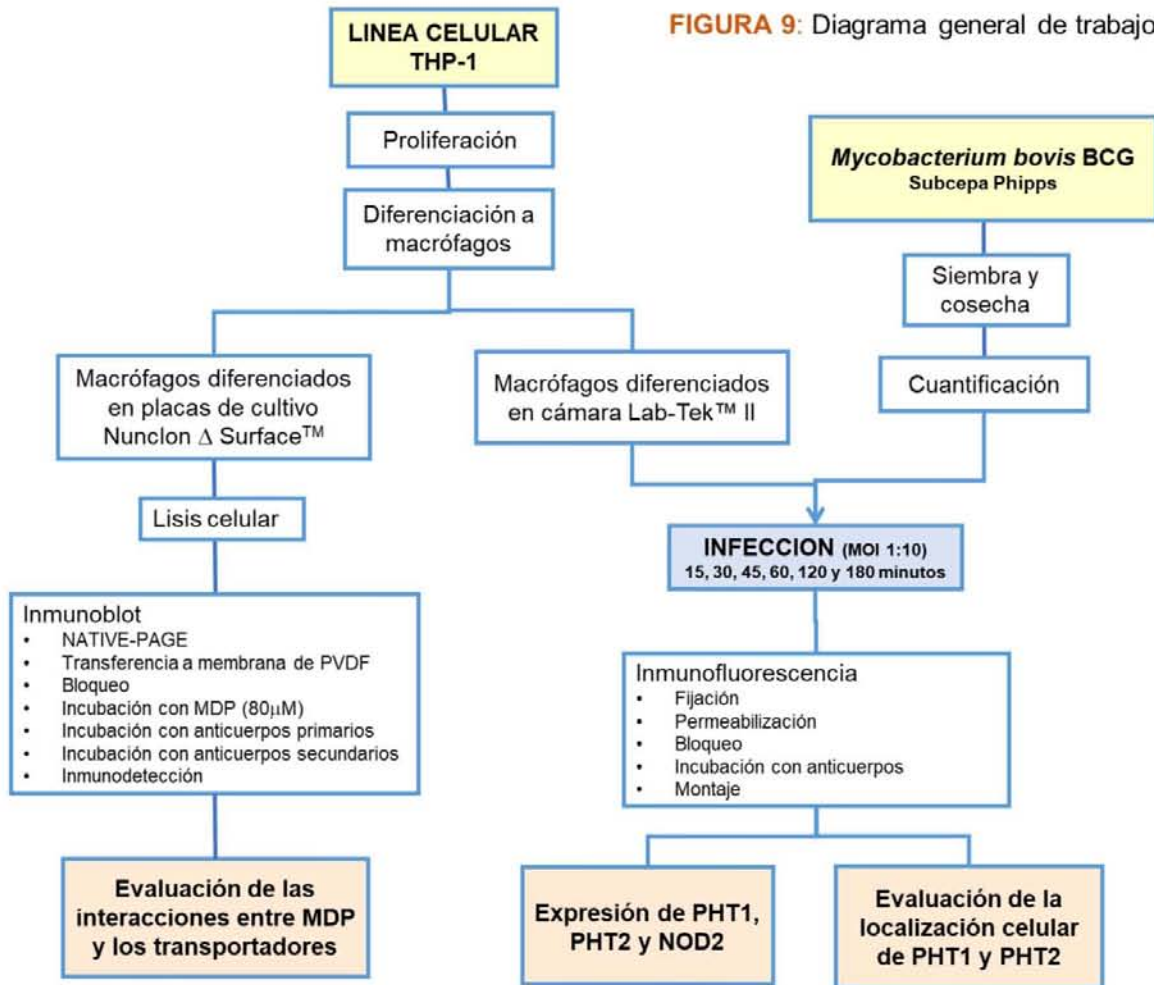 FIGURA 9: Diagrama general de trabajo
LINEA CELULAR
THP-1
Proliferación
Diferenciación a
macrófagos
Mycobacterium bovis BCG
Subcepa Phipps
Siembra y
cosecha
Cuantificación
Macrófagos diferenciados
en placas de cultivo
Nunclon Δ Surface™
Macrófagos diferenciados
en cámara Lab-Tek™ II
Lisis celular
INFECCION (MOI 1:10)
15, 30, 45, 60, 120 y 180 minutos
Inmunoblot
• NATIVE-PAGE
• Transferencia a membrana de PVDF
• Bloqueo
• Incubación con MDP (80µM)
• Incubación con anticuerpos primarios
• Incubación con anticuerpos secundarios
• Inmunodetección
Inmunofluorescencia
• Fijación
• Permeabilización
• Bloqueo
• Incubación con anticuerpos
• Montaje
Evaluación de las
interacciones entre MDP
y los transportadores
Expresión de PHT1,
PHT2 y NOD2
Evaluación de la
localización celular
de PHT1 y PHT2